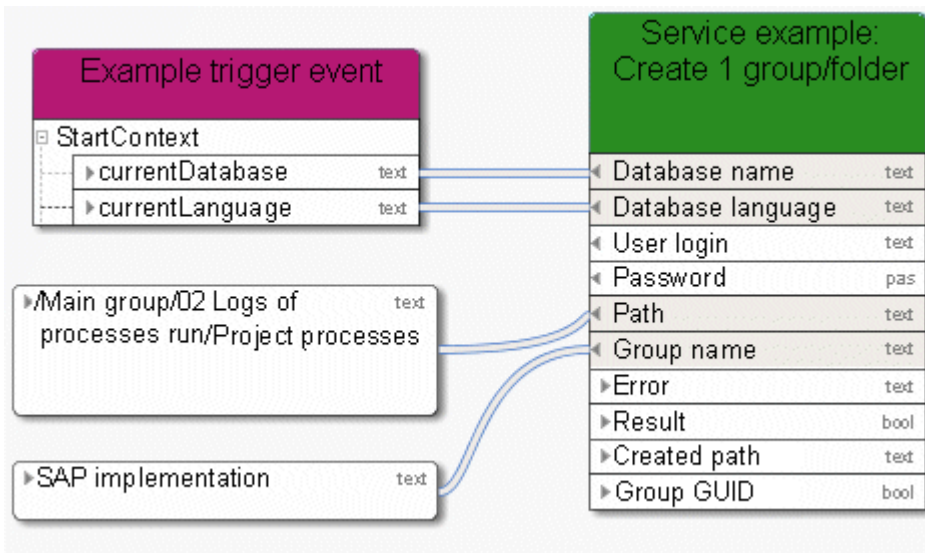 Example trigger event
StartContext
currentDatabase text
currentLanguage text
/Main group/02 Logs of text
processes run/Project processes
SAP implementation text
Service example:
Create 1 group/folder
Database name text
Database language text
User login text
Password pas
Path text
Group name text
Error text
Result bool
Created path text
Group GUID bool